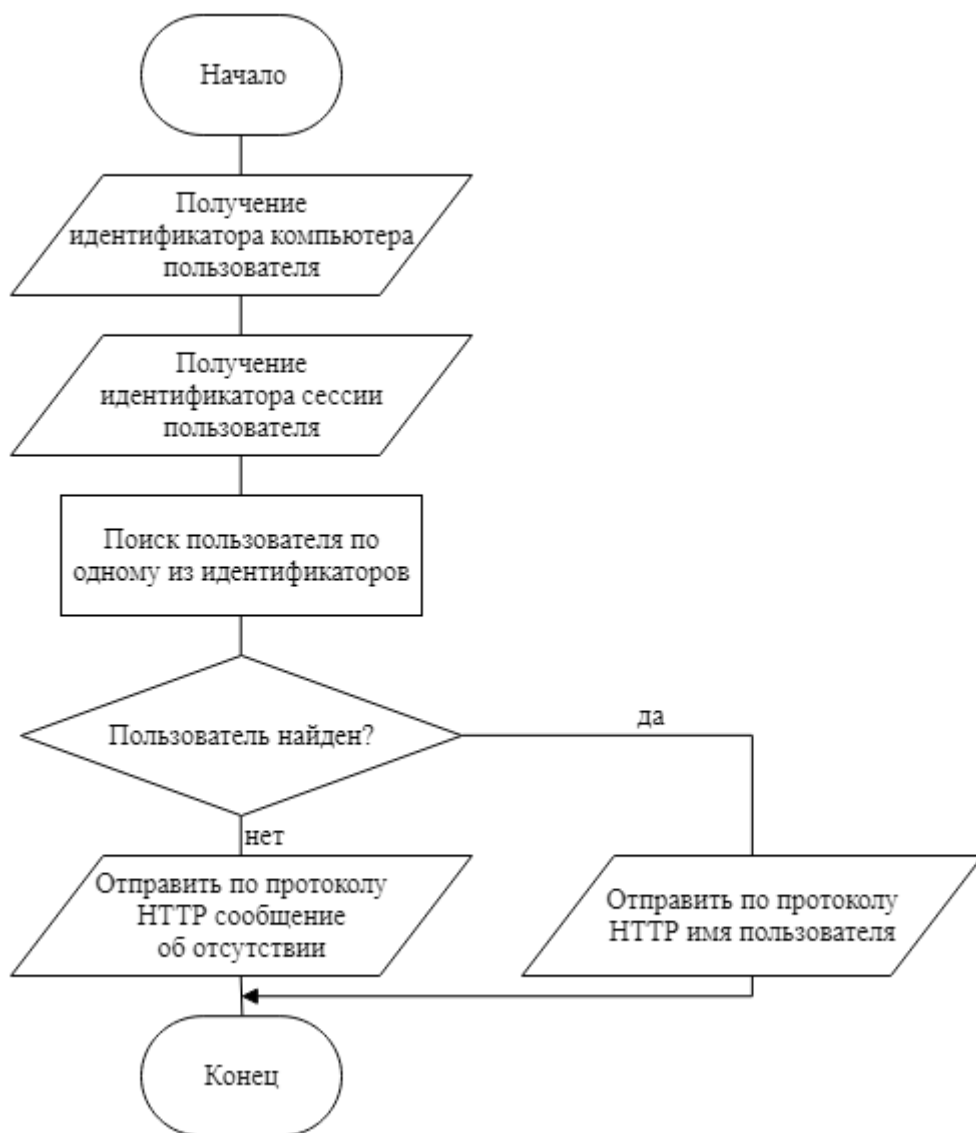 Начало
Получение
идентификатора компьютера
пользователя
Получение
идентификатора сессии
пользователя
Поиск пользователя по
одному из идентификаторов
Пользователь найден?
да
нет
Отправить по протоколу
HTTP сообщение
об отсутствии
Отправить по протоколу
HTTP имя пользователя
Конец